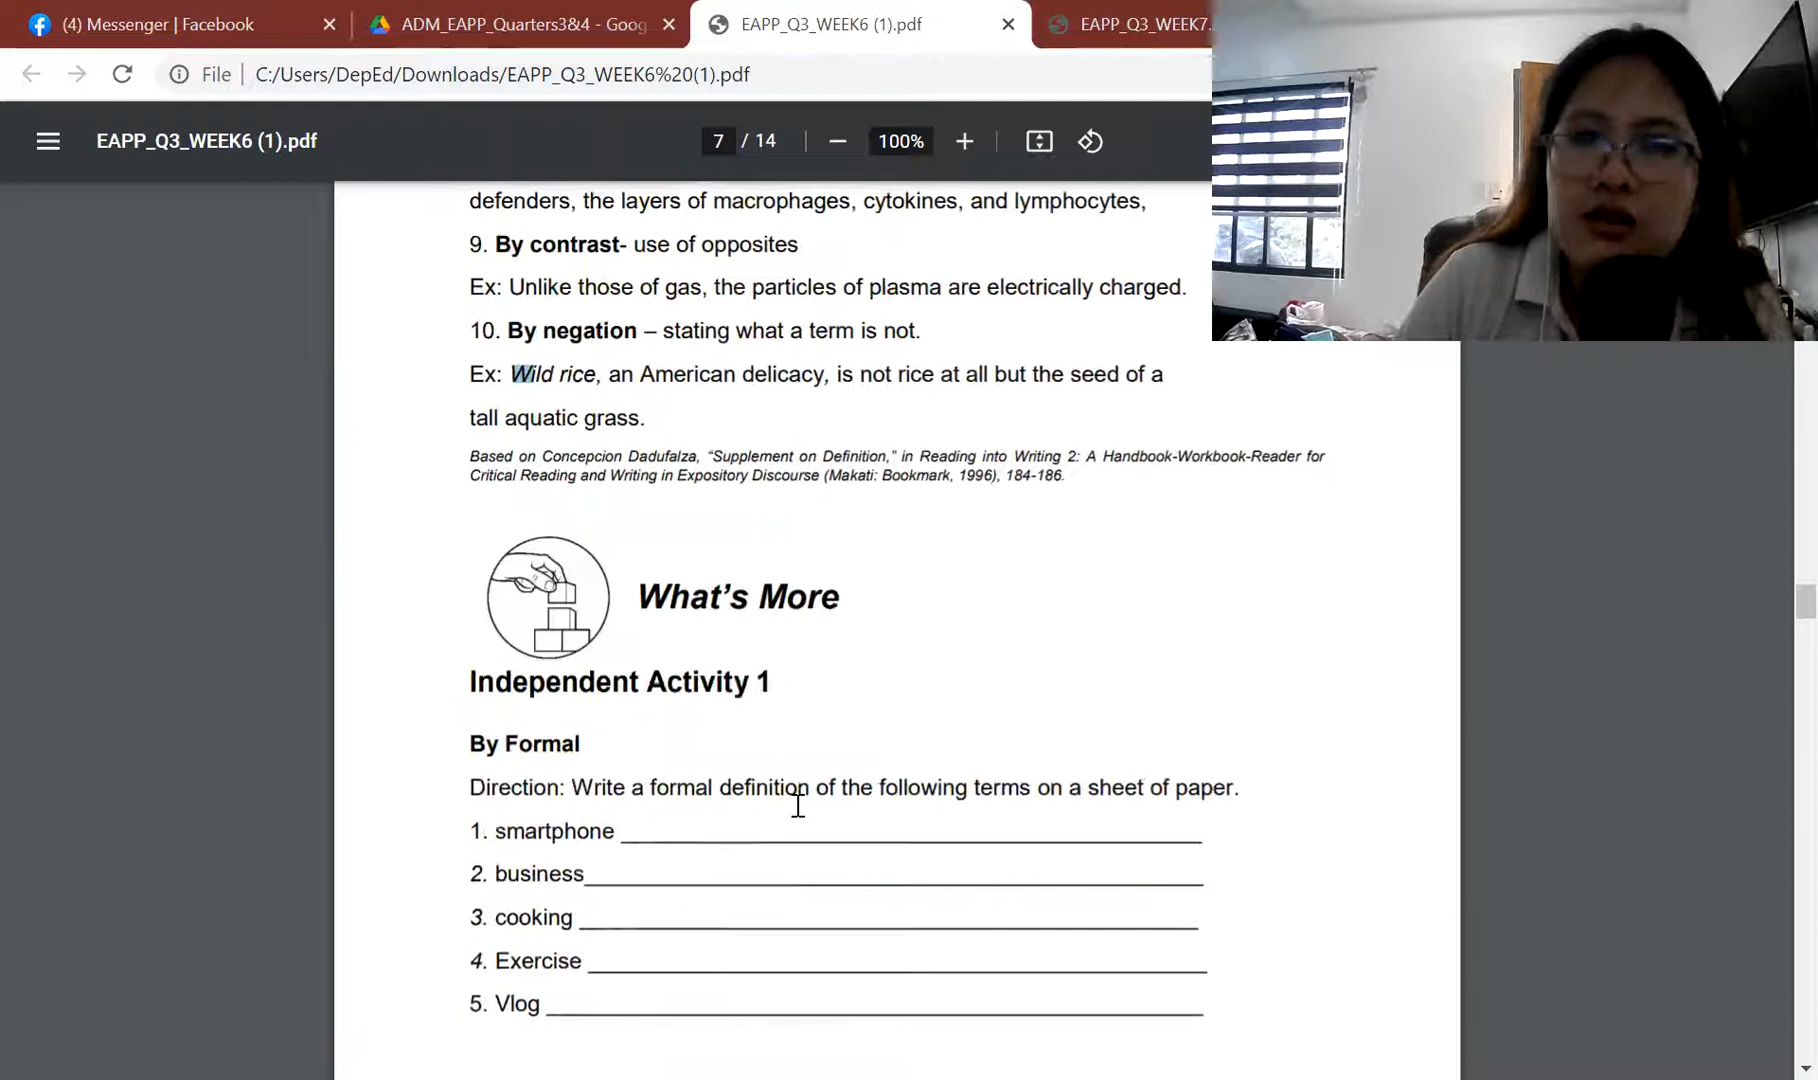 (4) Messenger | Facebook
ADM_EAPP_Quarters3&4 - Goog
EAPP_Q3_WEEK6 (1).pdf
EAPP_Q3_WEEK7.
File
C:/Users/DepEd/Downloads/EAPP_Q3_WEEK6%20(1).pdf
EAPP_Q3_WEEK6 (1).pdf
7 / 14
100%
defenders, the layers of macrophages, cytokines, and lymphocytes,
9. By contrast- use of opposites
Ex: Unlike those of gas, the particles of plasma are electrically charged.
10. By negation – stating what a term is not.
Ex: Wild rice, an American delicacy, is not rice at all but the seed of a
tall aquatic grass.
Based on Concepcion Dadufalza, “Supplement on Definition,” in Reading into Writing 2: A Handbook-Workbook-Reader for
Critical Reading and Writing in Expository Discourse (Makati: Bookmark, 1996), 184-186.
What’s More
Independent Activity 1
By Formal
Direction: Write a formal definition of the following terms on a sheet of paper.
1. smartphone
2. business
3. cooking
4. Exercise
5. Vlog